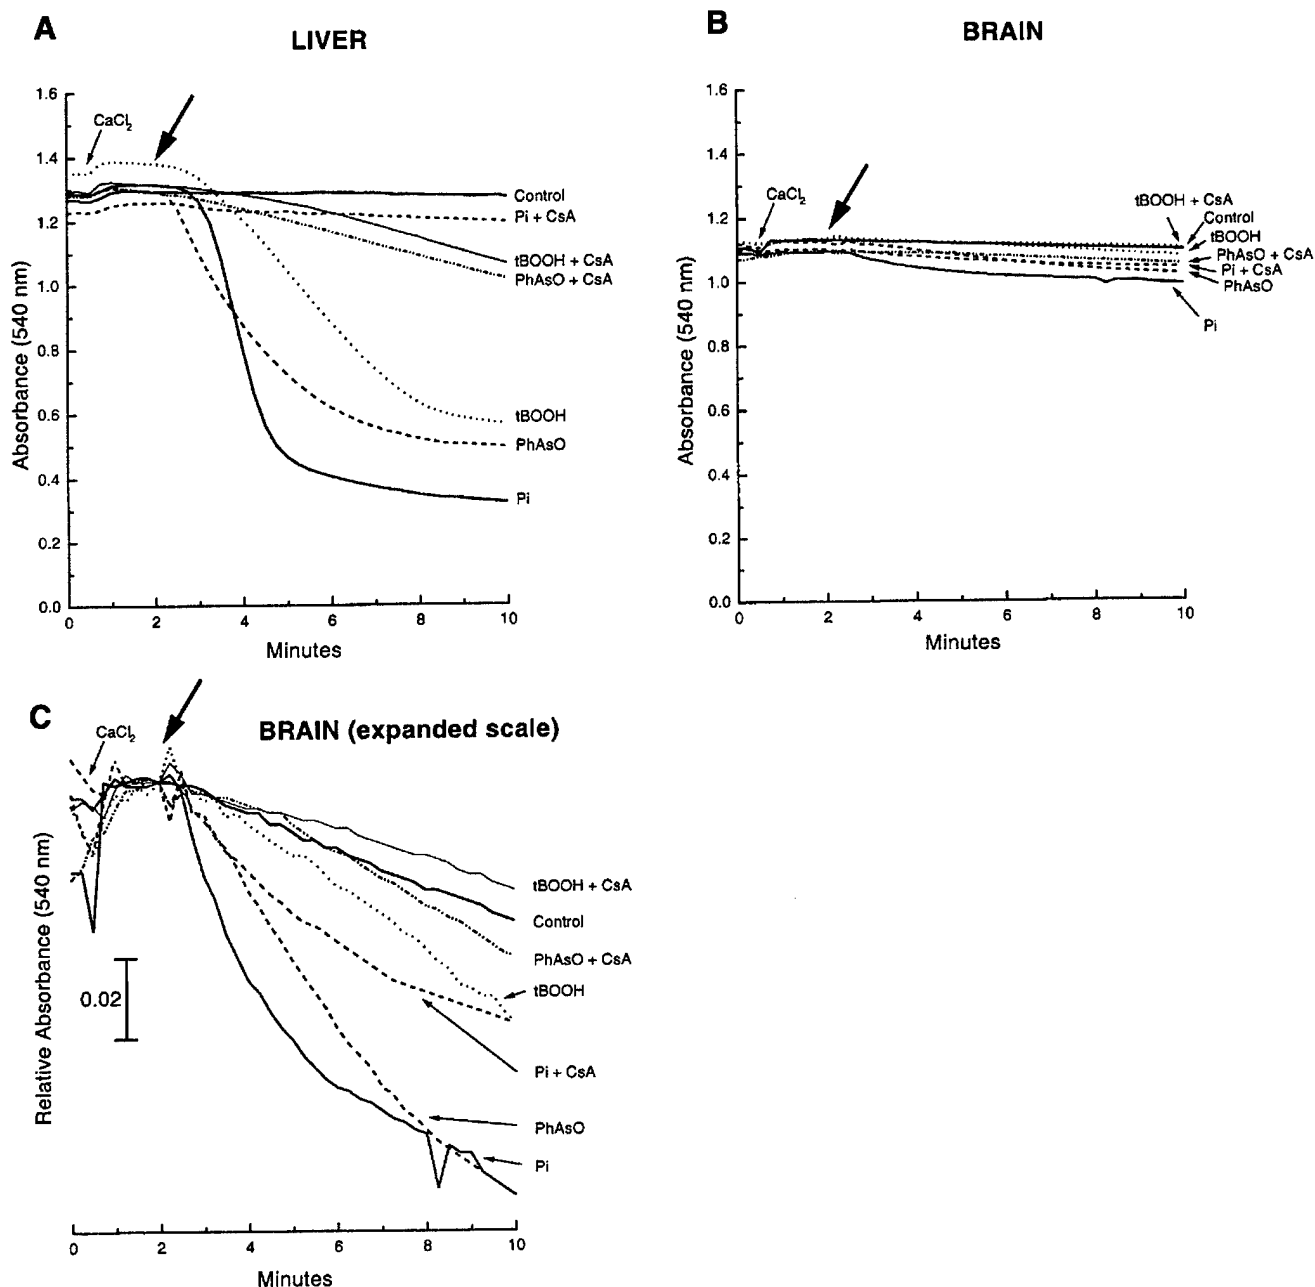 A
LIVER
1.6
1.4
1.2
1.0
0.8
0.6
0.4
0.2
0.0
Absorbance (540 nm)
CaCl2
Control
Pi + CsA
tBOOH + CsA
PhAsO + CsA
tBOOH
PhAsO
Pi
0 2 4 6 8 10
Minutes
B
BRAIN
1.6
1.4
1.2
1.0
0.8
0.6
0.4
0.2
0.0
Absorbance (540 nm)
CaCl2
tBOOH + CsA
Control
tBOOH
PhAsO + CsA
Pi + CsA
PhAsO
Pi
0 2 4 6 8 10
Minutes
C
BRAIN (expanded scale)
Relative Absorbance (540 nm)
CaCl2
0.02
tBOOH + CsA
Control
PhAsO + CsA
tBOOH
Pi + CsA
PhAsO
Pi
0 2 4 6 8 10
Minutes